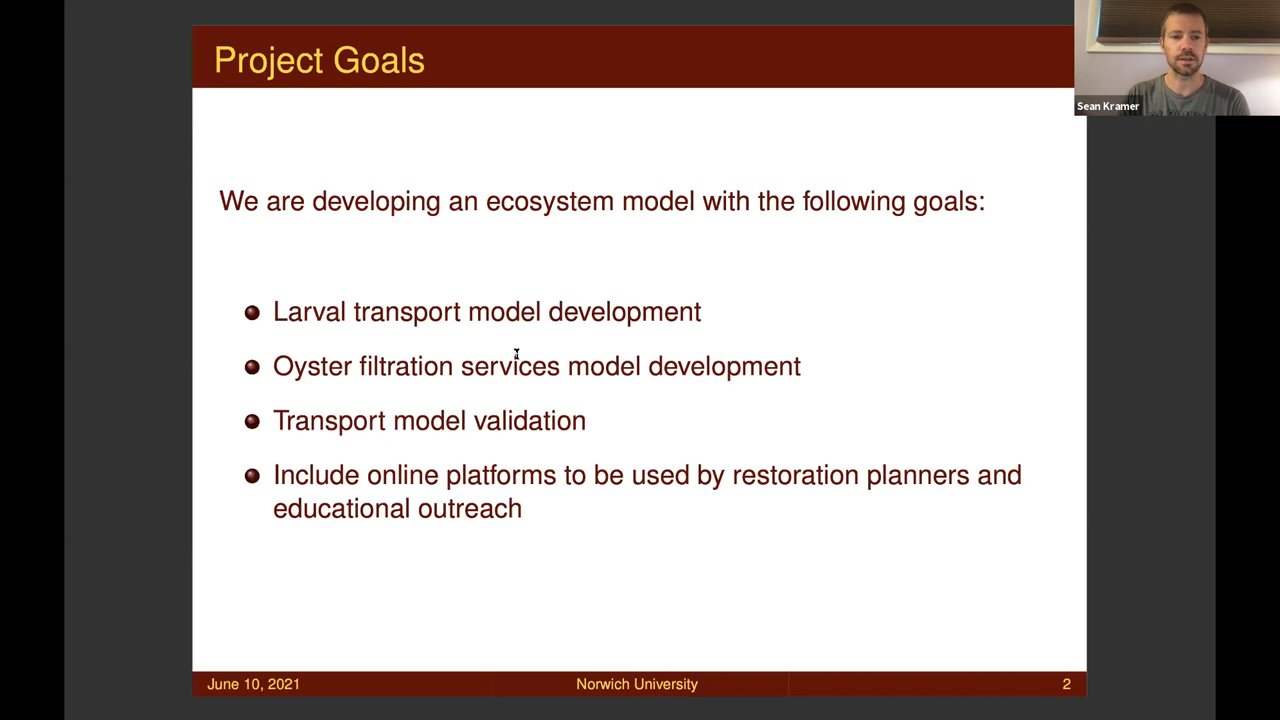 Project Goals
Sean Kramer
We are developing an ecosystem model with the following goals:
Larval transport model development
Oyster filtration services model development
Transport model validation
Include online platforms to be used by restoration planners and
educational outreach
June 10, 2021
Norwich University
2